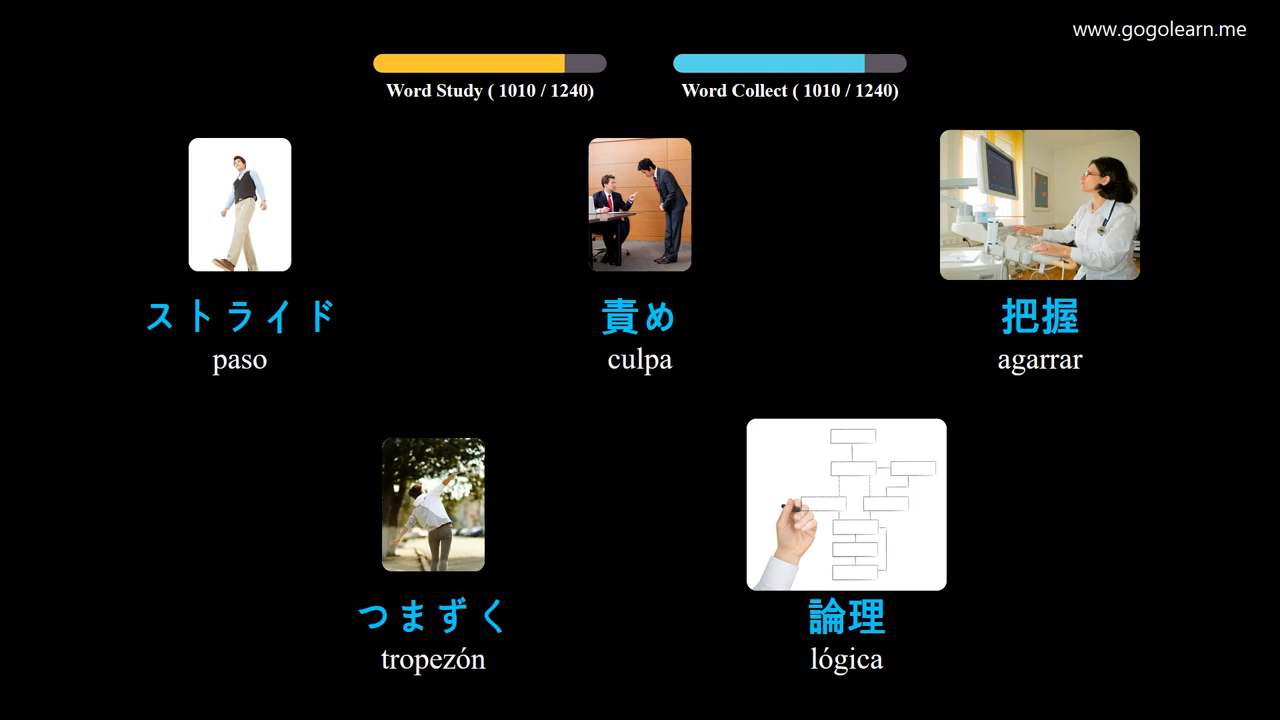 www.gogolearn.me
Word Study ( 1010 / 1240)
Word Collect ( 1010 / 1240)
ストライド
paso
責め
culpa
把握
agarrar
つまずく
tropezón
論理
lógica